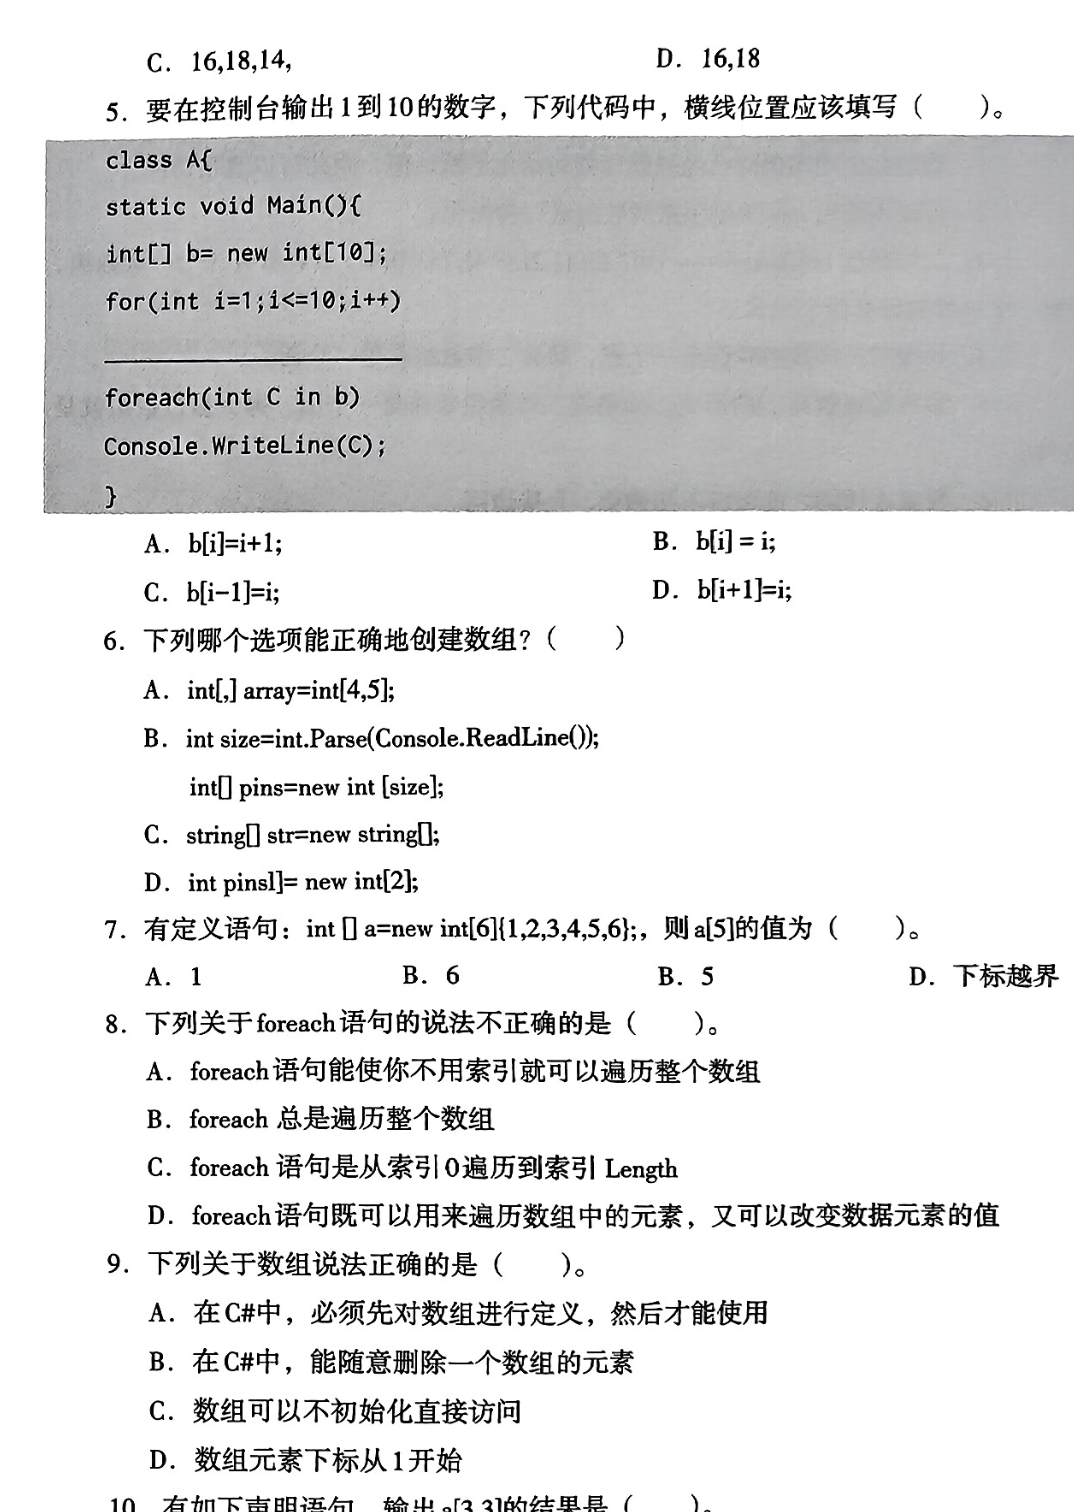 C. 16,18,14,  D. 16,18
5. 要在控制台输出1到10的数字，下列代码中，横线位置应该填写（  ）。
class A{
static void Main(){
int[] b= new int[10];
for(int i=1;i<=10;i++)
foreach(int C in b)
Console.WriteLine(C);
}
A. b[i]=i+1;  B. b[i] = i;
C. b[i-1]=i;  D. b[i+1]=i;
6. 下列哪个选项能正确地创建数组?（  ）
A. int[,] array=int[4,5];
B. int size=int.Parse(Console.ReadLine());
int[] pins=new int [size];
C. string[] str=new string[];
D. int pinsl]= new int[2];
7. 有定义语句：int [] a=new int[6]{1,2,3,4,5,6};，则a[5]的值为（  ）。
A. 1  B. 6  B. 5  D. 下标越界
8. 下列关于foreach语句的说法不正确的是（  ）。
A. foreach语句能使你不用索引就可以遍历整个数组
B. foreach 总是遍历整个数组
C. foreach 语句是从索引0遍历到索引 Length
D. foreach语句既可以用来遍历数组中的元素，又可以改变数据元素的值
9. 下列关于数组说法正确的是（  ）。
A. 在C#中，必须先对数组进行定义，然后才能使用
B. 在C#中，能随意删除一个数组的元素
C. 数组可以不初始化直接访问
D. 数组元素下标从1开始
10. 有如下声明语句，输出a[3,3]的结果是（  ）。